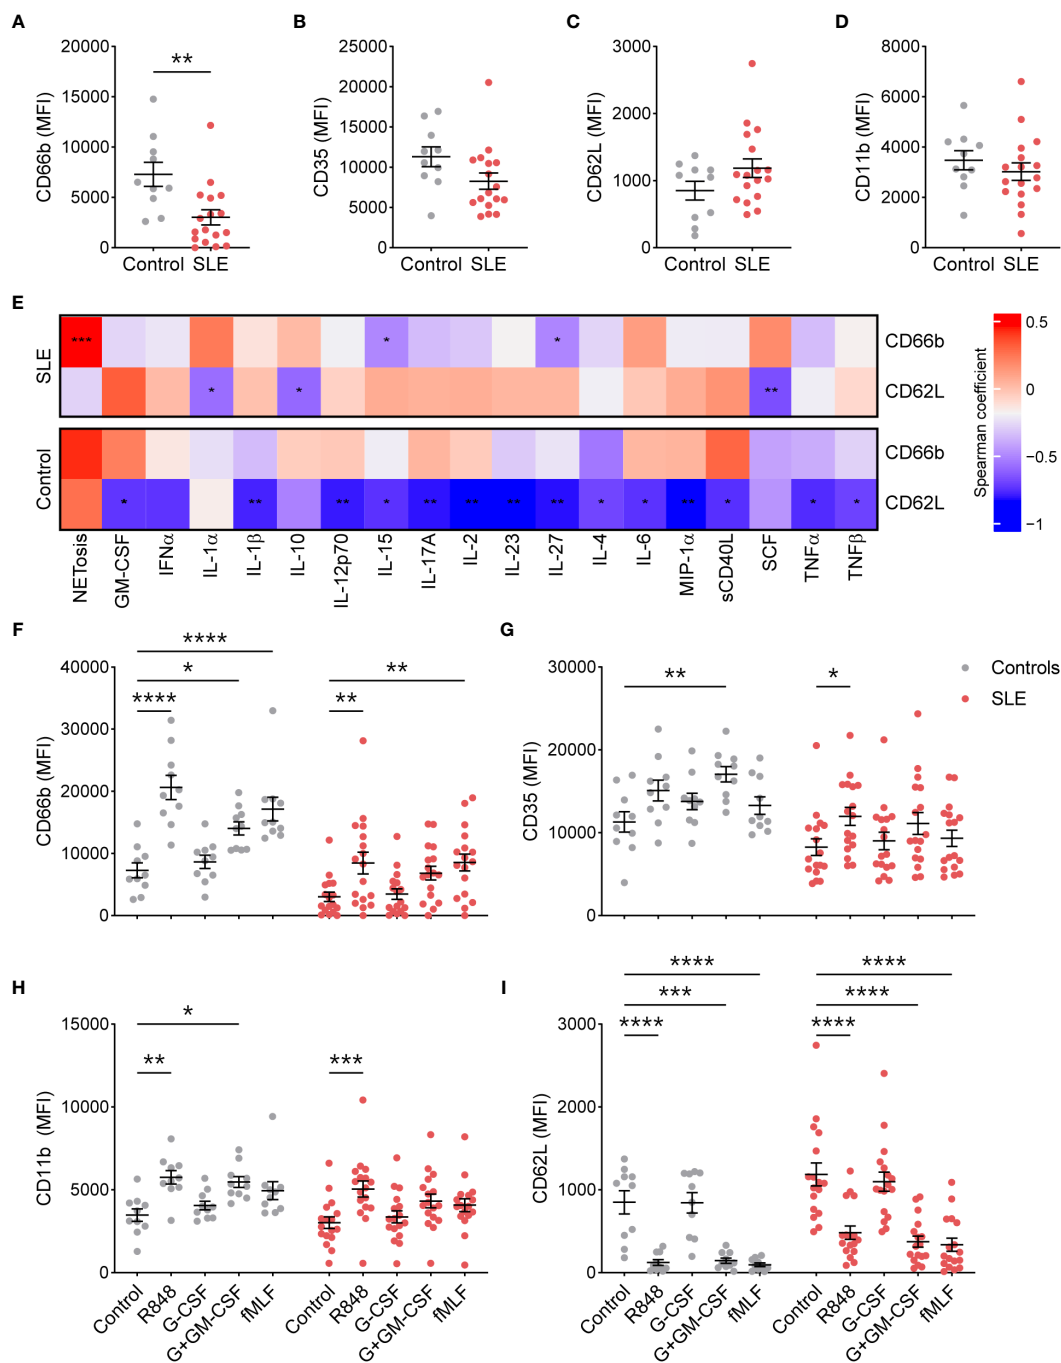 A
B
C
D
20000
15000
10000
5000
0
CD66b (MFI)
**
Control SLE
25000
20000
15000
10000
5000
0
CD35 (MFI)
Control SLE
3000
2000
1000
0
CD62L (MFI)
Control SLE
8000
6000
4000
2000
0
CD11b (MFI)
Control SLE
E
SLE
*** * * CD66b
* * ** CD62L
Control
CD66b
* ** ** * ** ** ** ** * * ** * * * CD62L
NETosis
GM-CSF
IFNα
IL-1α
IL-1β
IL-10
IL-12p70
IL-15
IL-17A
IL-2
IL-23
IL-27
IL-4
IL-6
MIP-1α
sCD40L
SCF
TNFα
TNFβ
Spearman coefficient
0.5
0
−0.5
−1
F
****
*
****
**
**
40000
30000
20000
10000
0
CD66b (MFI)
G
**
*
30000
20000
10000
0
CD35 (MFI)
Controls
SLE
H
*
**
***
15000
10000
5000
0
CD11b (MFI)
Control
R848
G-CSF
G+GM-CSF
fMLF
Control
R848
G-CSF
G+GM-CSF
fMLF
I
****
***
****
****
****
****
3000
2000
1000
0
CD62L (MFI)
Control
R848
G-CSF
G+GM-CSF
fMLF
Control
R848
G-CSF
G+GM-CSF
fMLF